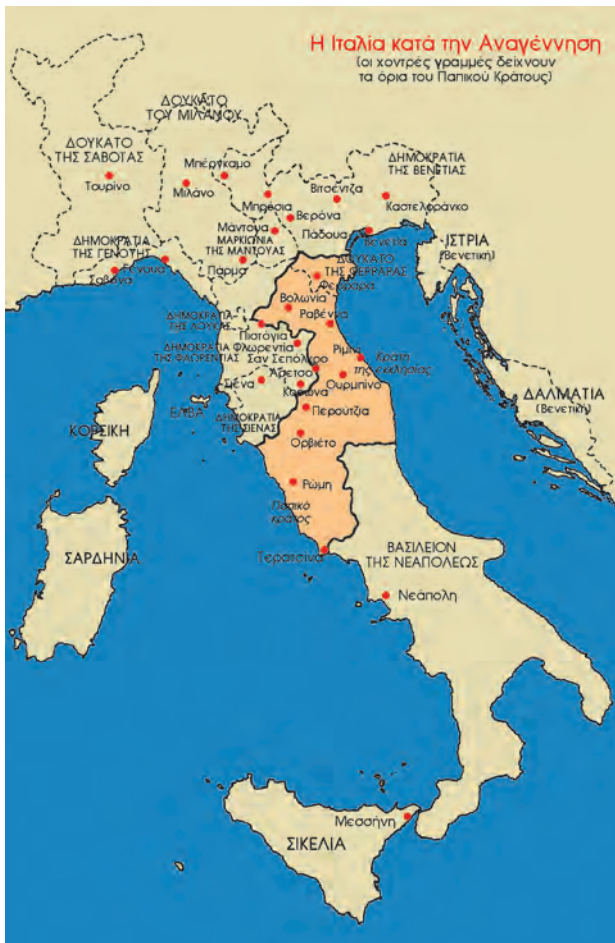 Η Ιταλία κατά την Αναγέννηση
(οι χοντρές γραμμές δείχνουν
τα όρια του Παπικού Κράτους)
ΔΟΥΚΑΤΟ
ΤΟΥ ΜΙΛΑΝΟΥ
ΔΟΥΚΑΤΟ
ΤΗΣ ΣΑΒΟΪΑΣ
Τουρίνο
Μπέργκαμο
Μιλάνο
Μπρέσια
Βιτσέντζα
ΔΗΜΟΚΡΑΤΙΑ
ΤΗΣ ΒΕΝΕΤΙΑΣ
Καστελφράνκο
Βερόνα
Μάντουα
Πάδουα
Βενετία
ΜΑΡΚΙΩΝΙΑ
ΤΗΣ ΜΑΝΤΟΥΑΣ
ΙΣΤΡΙΑ
(Βενετική)
ΔΗΜΟΚΡΑΤΙΑ
ΤΗΣ ΓΕΝΟΥΗΣ
Γένουα
Σαβόνα
Πάρμα
ΔΟΥΚΑΤΟ
ΤΗΣ ΦΕΡΡΑΡΑΣ
Φερράρα
Βολωνία
Ραβέννα
ΔΗΜΟΚΡΑΤΙΑ
ΤΗΣ ΛΟΥΚΑΣ
Πιστόγια
ΔΗΜΟΚΡΑΤΙΑ
ΤΗΣ ΦΛΩΡΕΝΤΙΑΣ
Φλωρεντία
Σαν Σεπόλκρο
Ρίμινι
Κράτη
της εκκλησίας
Αρέτσο
Ουρμπίνο
Σιένα
Κορτώνα
Περούτζια
ΔΑΛΜΑΤΙΑ
(Βενετική)
ΕΛΒΑ
ΔΗΜΟΚΡΑΤΙΑ
ΤΗΣ ΣΙΕΝΑΣ
ΚΟΡΣΙΚΗ
Ορβιέτο
Ρώμη
Παπικό
κράτος
ΣΑΡΔΗΝΙΑ
Τερατσίνα
ΒΑΣΙΛΕΙΟΝ
ΤΗΣ ΝΕΑΠΟΛΕΩΣ
Νεάπολη
Μεσσήνη
ΣΙΚΕΛΙΑ